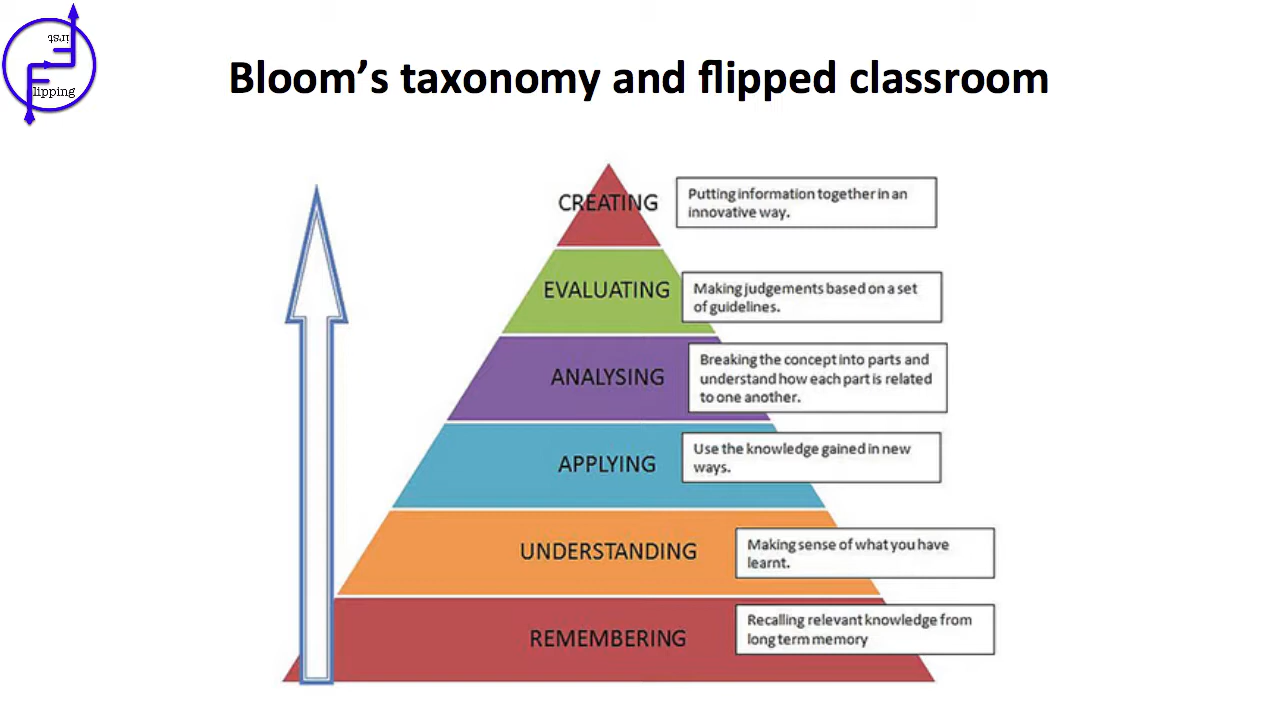 irst
lipping
Bloom’s taxonomy and flipped classroom
CREATING
Putting information together in an
innovative way.
EVALUATING
Making judgements based on a set
of guidelines.
ANALYSING
Breaking the concept into parts and
understand how each part is related
to one another.
APPLYING
Use the knowledge gained in new
ways.
UNDERSTANDING
Making sense of what you have
learnt.
REMEMBERING
Recalling relevant knowledge from
long term memory